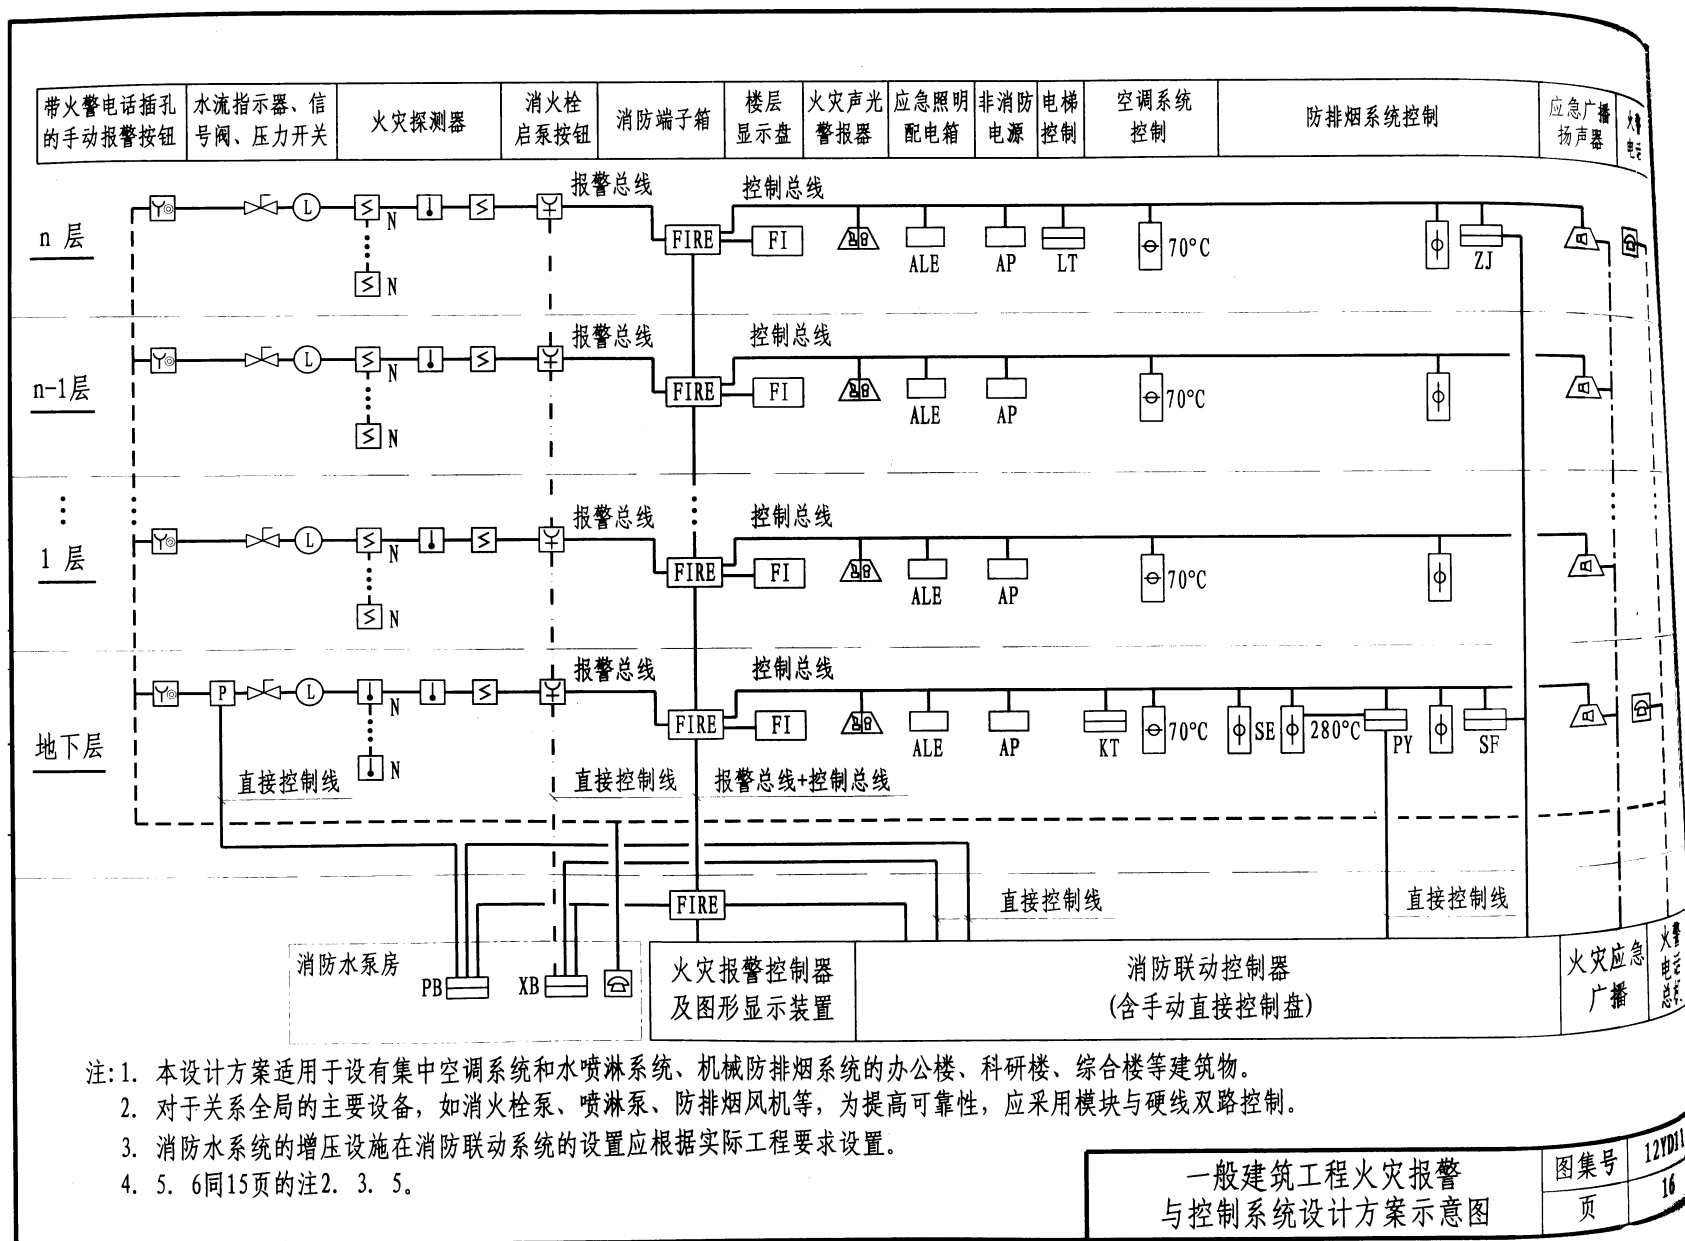 带火警电话插孔
的手动报警按钮
水流指示器、信
号阀、压力开关
火灾探测器
消火栓
启泵按钮
消防端子箱
楼层
显示盘
火灾声光
警报器
应急照明
配电箱
非消防
电源
电梯
控制
空调系统
控制
防排烟系统控制
应急广播
扬声器
火警
电话
n 层
L
N
N
报警总线
FIRE
控制总线
FI
ALE
AP
LT
70°C
ZJ
n-1层
L
N
N
报警总线
FIRE
控制总线
FI
ALE
AP
70°C
1 层
L
N
N
报警总线
FIRE
控制总线
FI
ALE
AP
70°C
地下层
P
L
N
N
报警总线
FIRE
控制总线
FI
ALE
AP
KT
70°C
SE
280°C
PY
SF
直接控制线
直接控制线
报警总线+控制总线
FIRE
直接控制线
直接控制线
消防水泵房
PB
XB
火灾报警控制器
及图形显示装置
消防联动控制器
(含手动直接控制盘)
火灾应急
广播
火警
电话
总机
注:1. 本设计方案适用于设有集中空调系统和水喷淋系统、机械防排烟系统的办公楼、科研楼、综合楼等建筑物。
2. 对于关系全局的主要设备，如消火栓泵、喷淋泵、防排烟风机等，为提高可靠性，应采用模块与硬线双路控制。
3. 消防水系统的增压设施在消防联动系统的设置应根据实际工程要求设置。
4. 5. 6同15页的注2. 3. 5。
一般建筑工程火灾报警
与控制系统设计方案示意图
图集号
12YD11
页
16